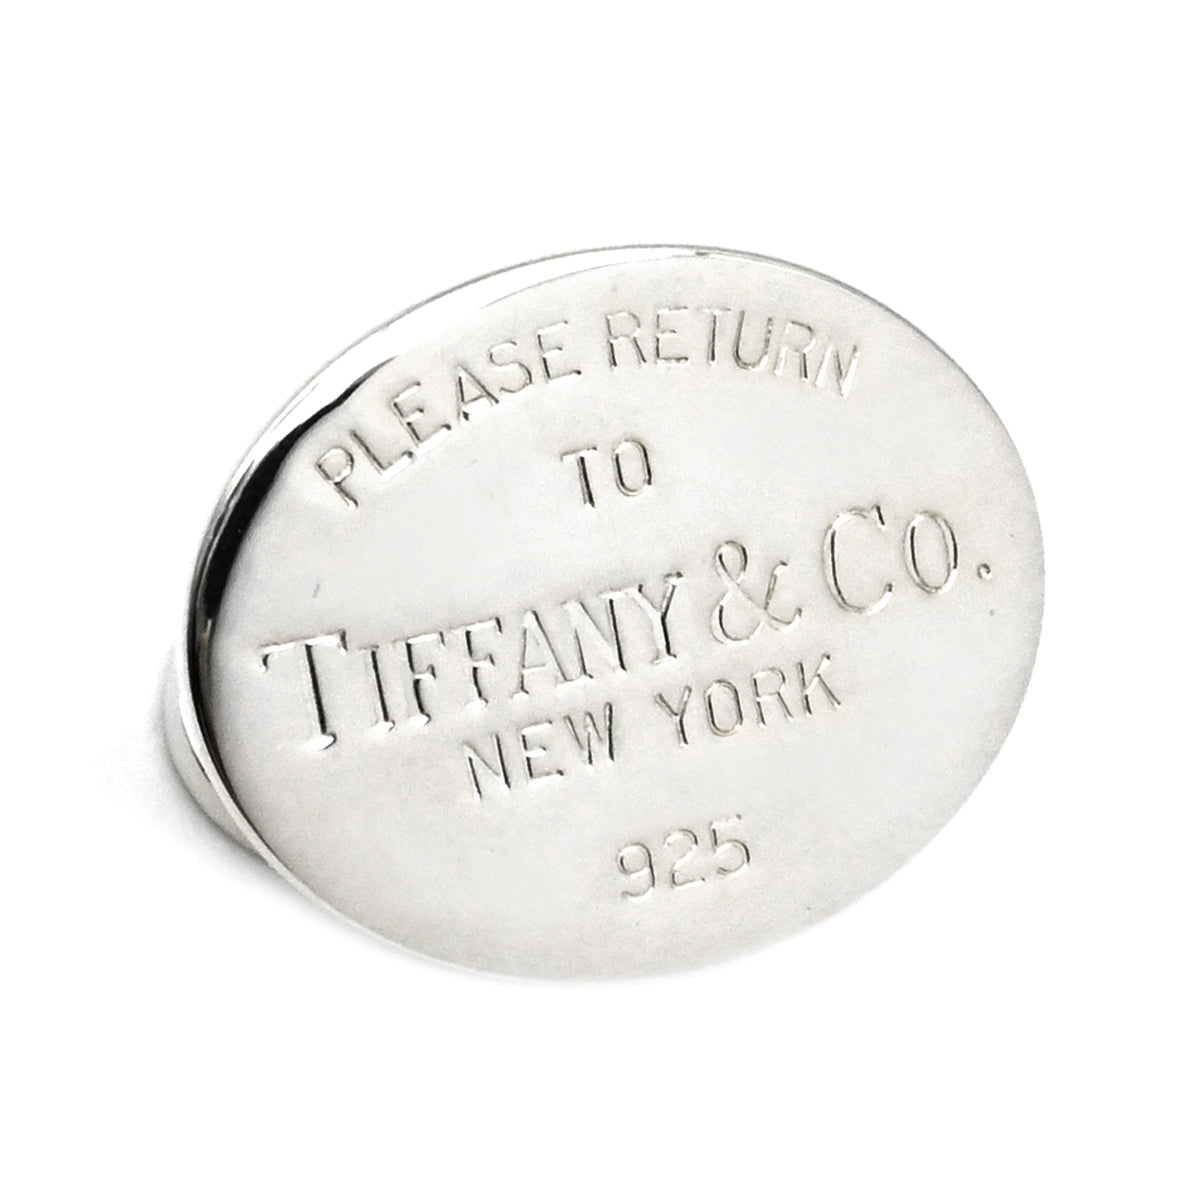 PLEASE RETURN
TO
TIFFANY & CO.
NEW YORK
925